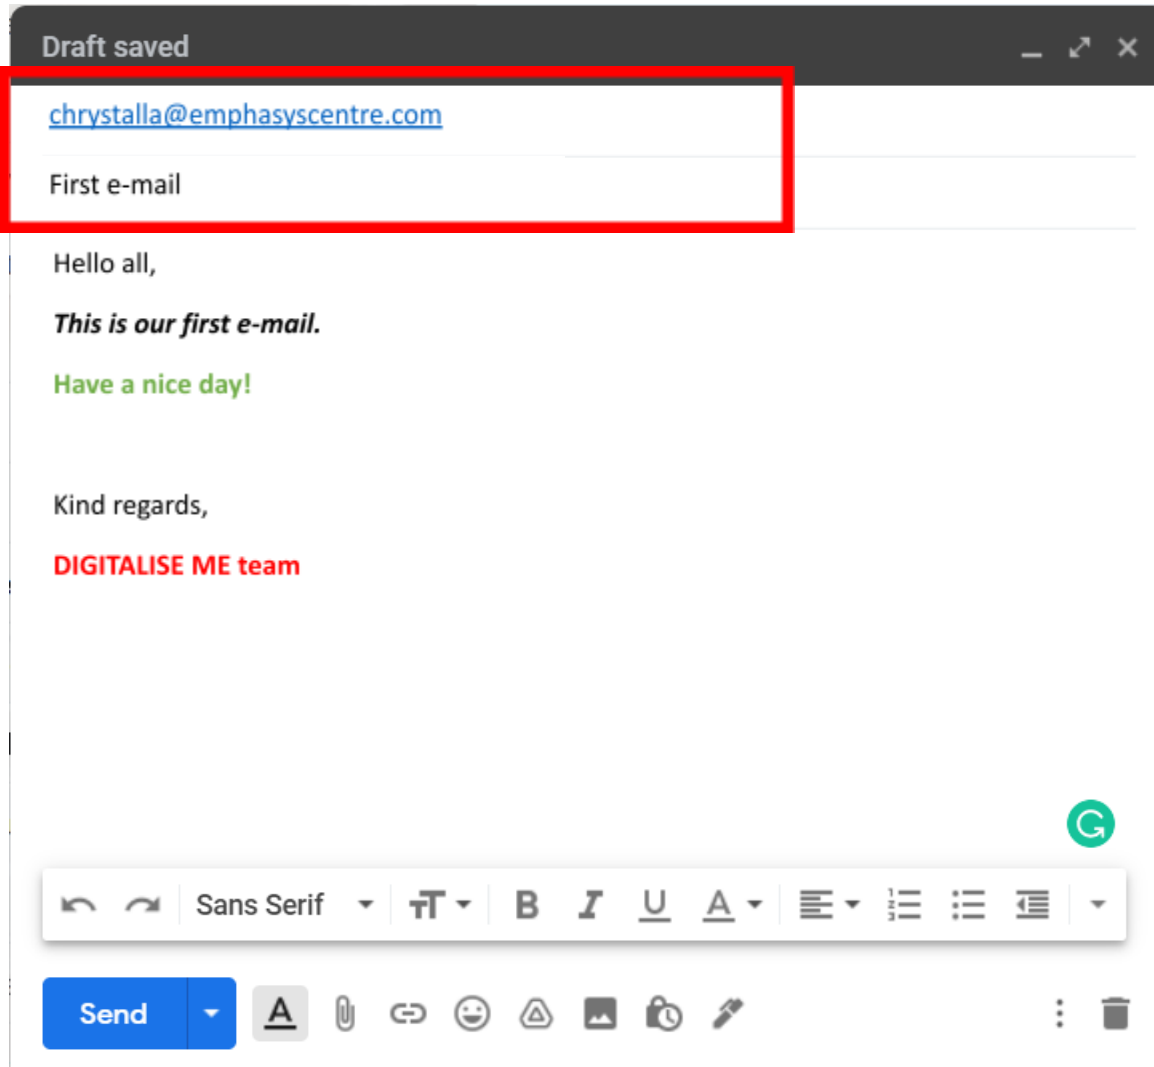 Draft saved
chrystalla@emphasyscentre.com
First e-mail
Hello all,
This is our first e-mail.
Have a nice day!
Kind regards,
DIGITALISE ME team
Sans Serif
Send